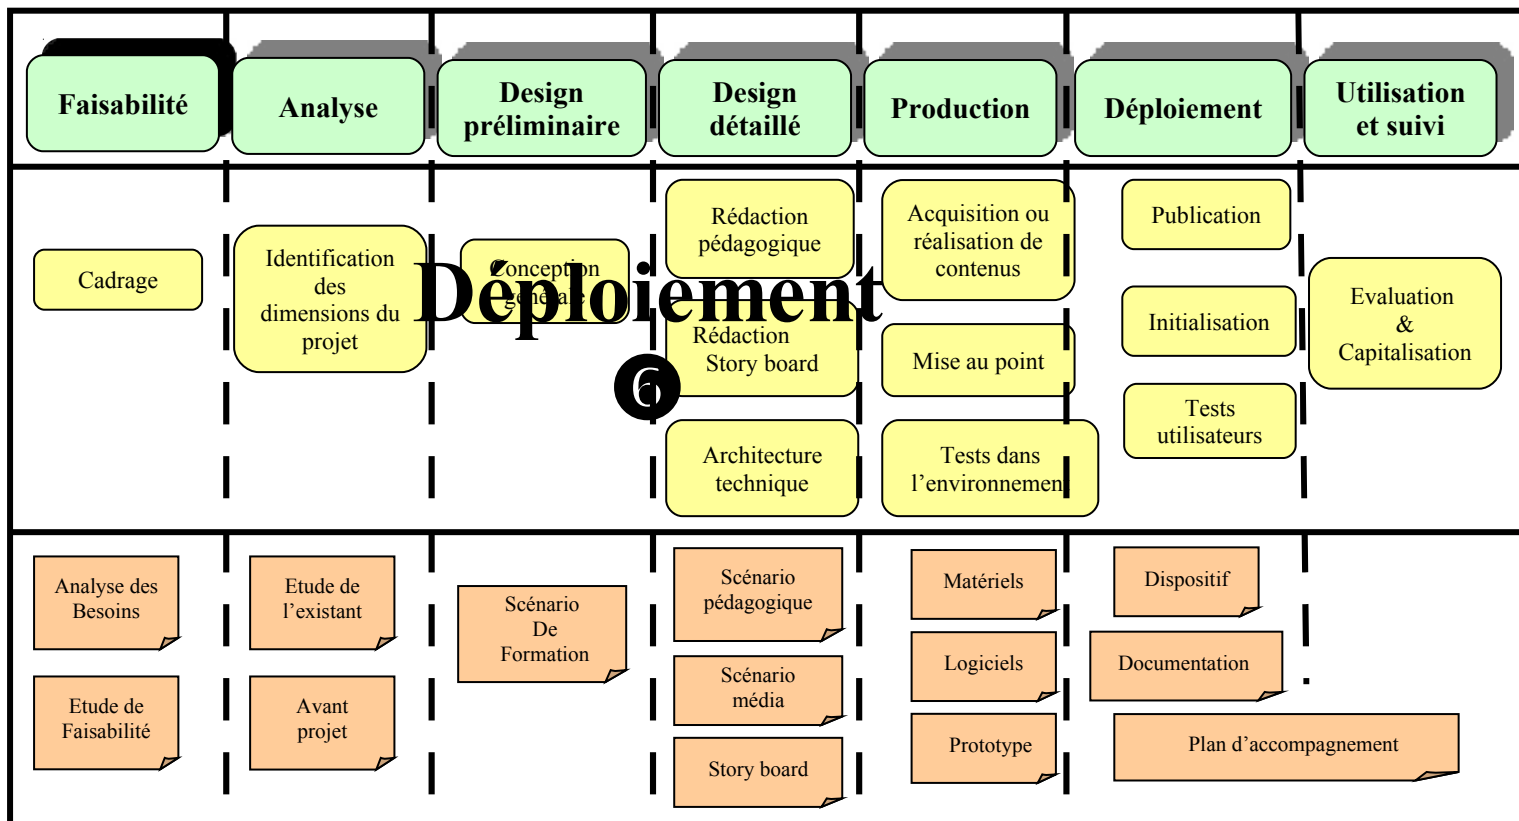 Faisabilité
Analyse
Design
préliminaire
Design
détaillé
Production
Déploiement
Utilisation
et suivi
Cadrage
Identification
des
dimensions du
projet
Conception
générale
Rédaction
pédagogique
Rédaction
Story board
Architecture
technique
Acquisition ou
réalisation de
contenus
Mise au point
Tests dans
l’environnement
Publication
Initialisation
Tests
utilisateurs
Evaluation
&
Capitalisation
Déploiement
6
Analyse des
Besoins
Etude de
Faisabilité
Etude de
l’existant
Avant
projet
Scénario
De
Formation
Scénario
pédagogique
Scénario
média
Story board
Matériels
Logiciels
Prototype
Dispositif
Documentation
Plan d’accompagnement